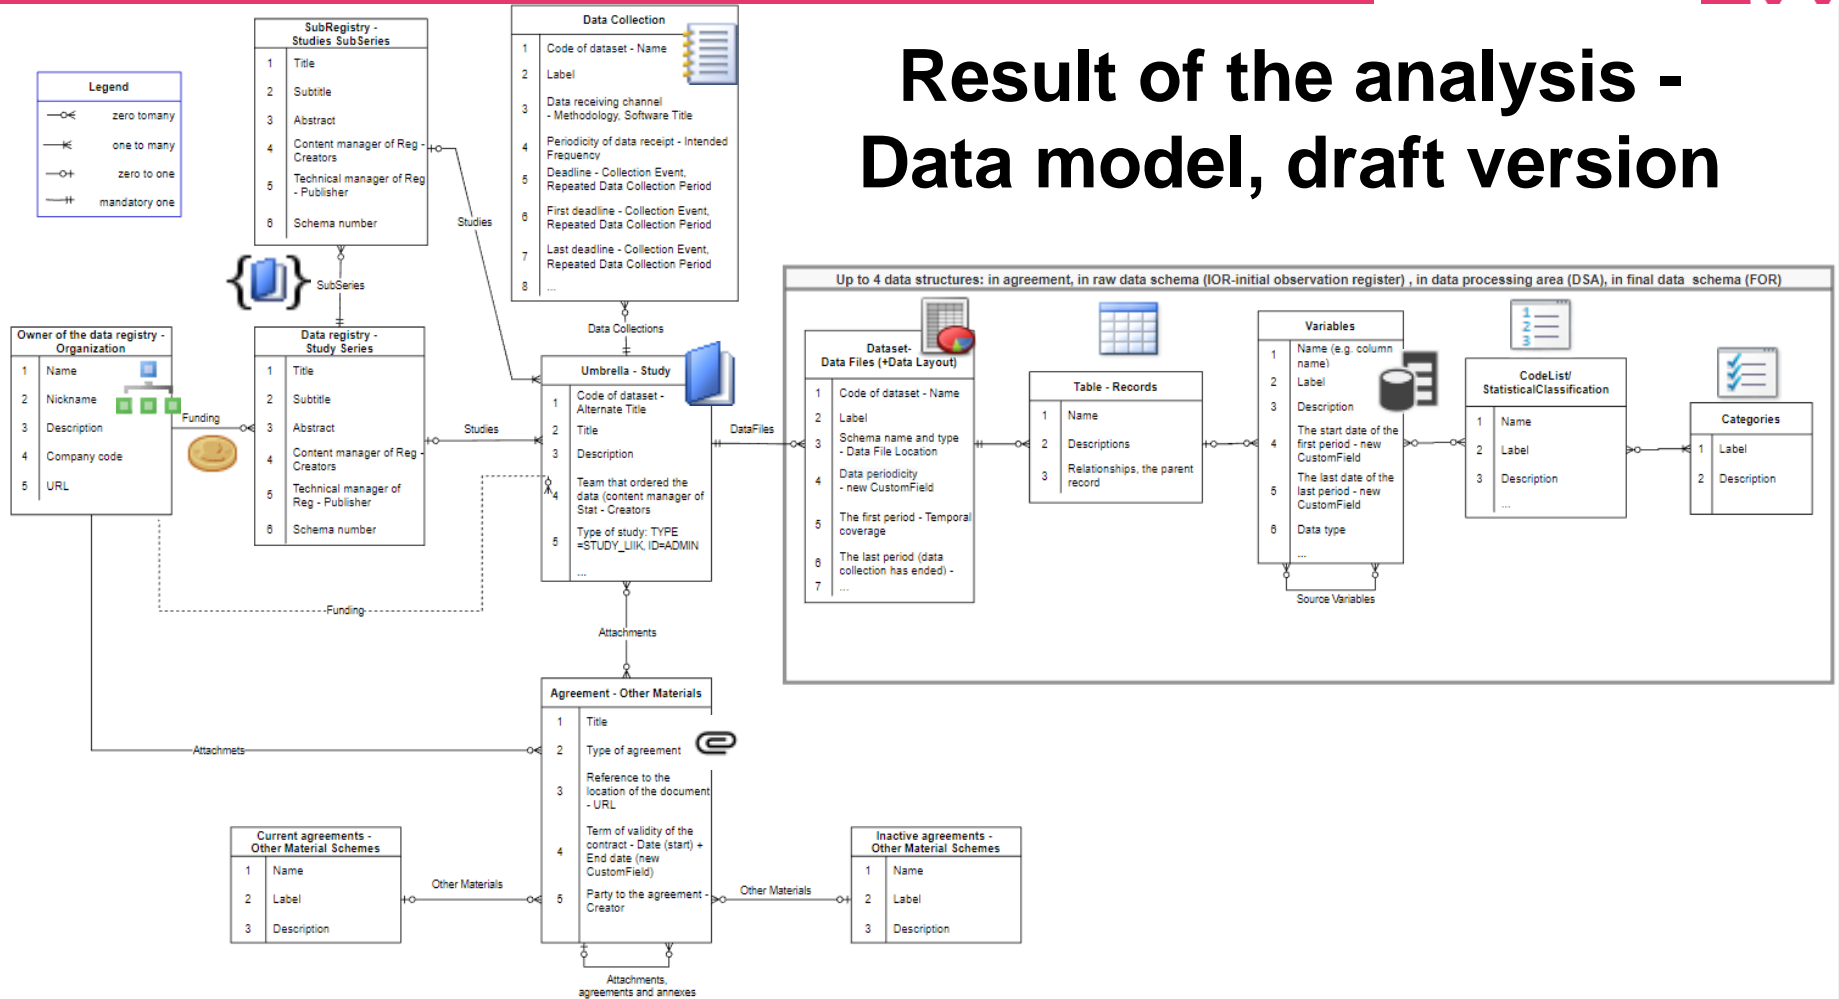 Result of the analysis -
Data model, draft version
Legend
zero tomany
one to many
zero to one
mandatory one
SubRegistry -
Studies SubSeries
1 Title
2 Subtitle
3 Abstract
4 Content manager of Reg -
Creators
5 Technical manager of Reg
- Publisher
6 Schema number
Studies
SubSeries
Data Collection
1 Code of dataset - Name
2 Label
3 Data receiving channel
- Methodology, Software Title
4 Periodicity of data receipt - Intended
Frequency
5 Deadline - Collection Event,
Repeated Data Collection Period
6 First deadline - Collection Event,
Repeated Data Collection Period
7 Last deadline - Collection Event,
Repeated Data Collection Period
8 ...
Data Collections
Owner of the data registry -
Organization
1 Name
2 Nickname
3 Description
4 Company code
5 URL
Funding
Data registry -
Study Series
1 Title
2 Subtitle
3 Abstract
4 Content manager of Reg -
Creators
5 Technical manager of
Reg - Publisher
6 Schema number
Studies
Umbrella - Study
1 Code of dataset -
Alternate Title
2 Title
3 Description
4 Team that ordered the
data (content manager of
Stat - Creators
5 Type of study: TYPE
=STUDY_LIIK, ID=ADMIN
...
DataFiles
Funding
Attachments
Attachmets
Up to 4 data structures: in agreement, in raw data schema (IOR-initial observation register) , in data processing area (DSA), in final data schema (FOR)
Dataset-
Data Files (+Data Layout)
1 Code of dataset - Name
2 Label
3 Schema name and type
- Data File Location
4 Data periodicity
- new CustomField
5 The first period - Temporal
coverage
6 The last period (data
collection has ended) -
7 ...
Table - Records
1 Name
2 Descriptions
3 Relationships, the parent
record
Variables
1 Name (e.g. column
name)
2 Label
3 Description
4 The start date of the
first period - new
CustomField
5 The last date of the
last period - new
CustomField
6 Data type
...
Source Variables
1
2
3
CodeList/
StatisticalClassification
1 Name
2 Label
3 Description
...
Categories
1 Label
2 Description
Agreement - Other Materials
1 Title
2 Type of agreement
3 Reference to the
location of the document
- URL
4 Term of validity of the
contract - Date (start) +
End date (new
CustomField)
5 Party to the agreement -
Creator
Attachments,
agreements and annexes
Current agreements -
Other Material Schemes
1 Name
2 Label
3 Description
Other Materials
Other Materials
Inactive agreements -
Other Material Schemes
1 Name
2 Label
3 Description